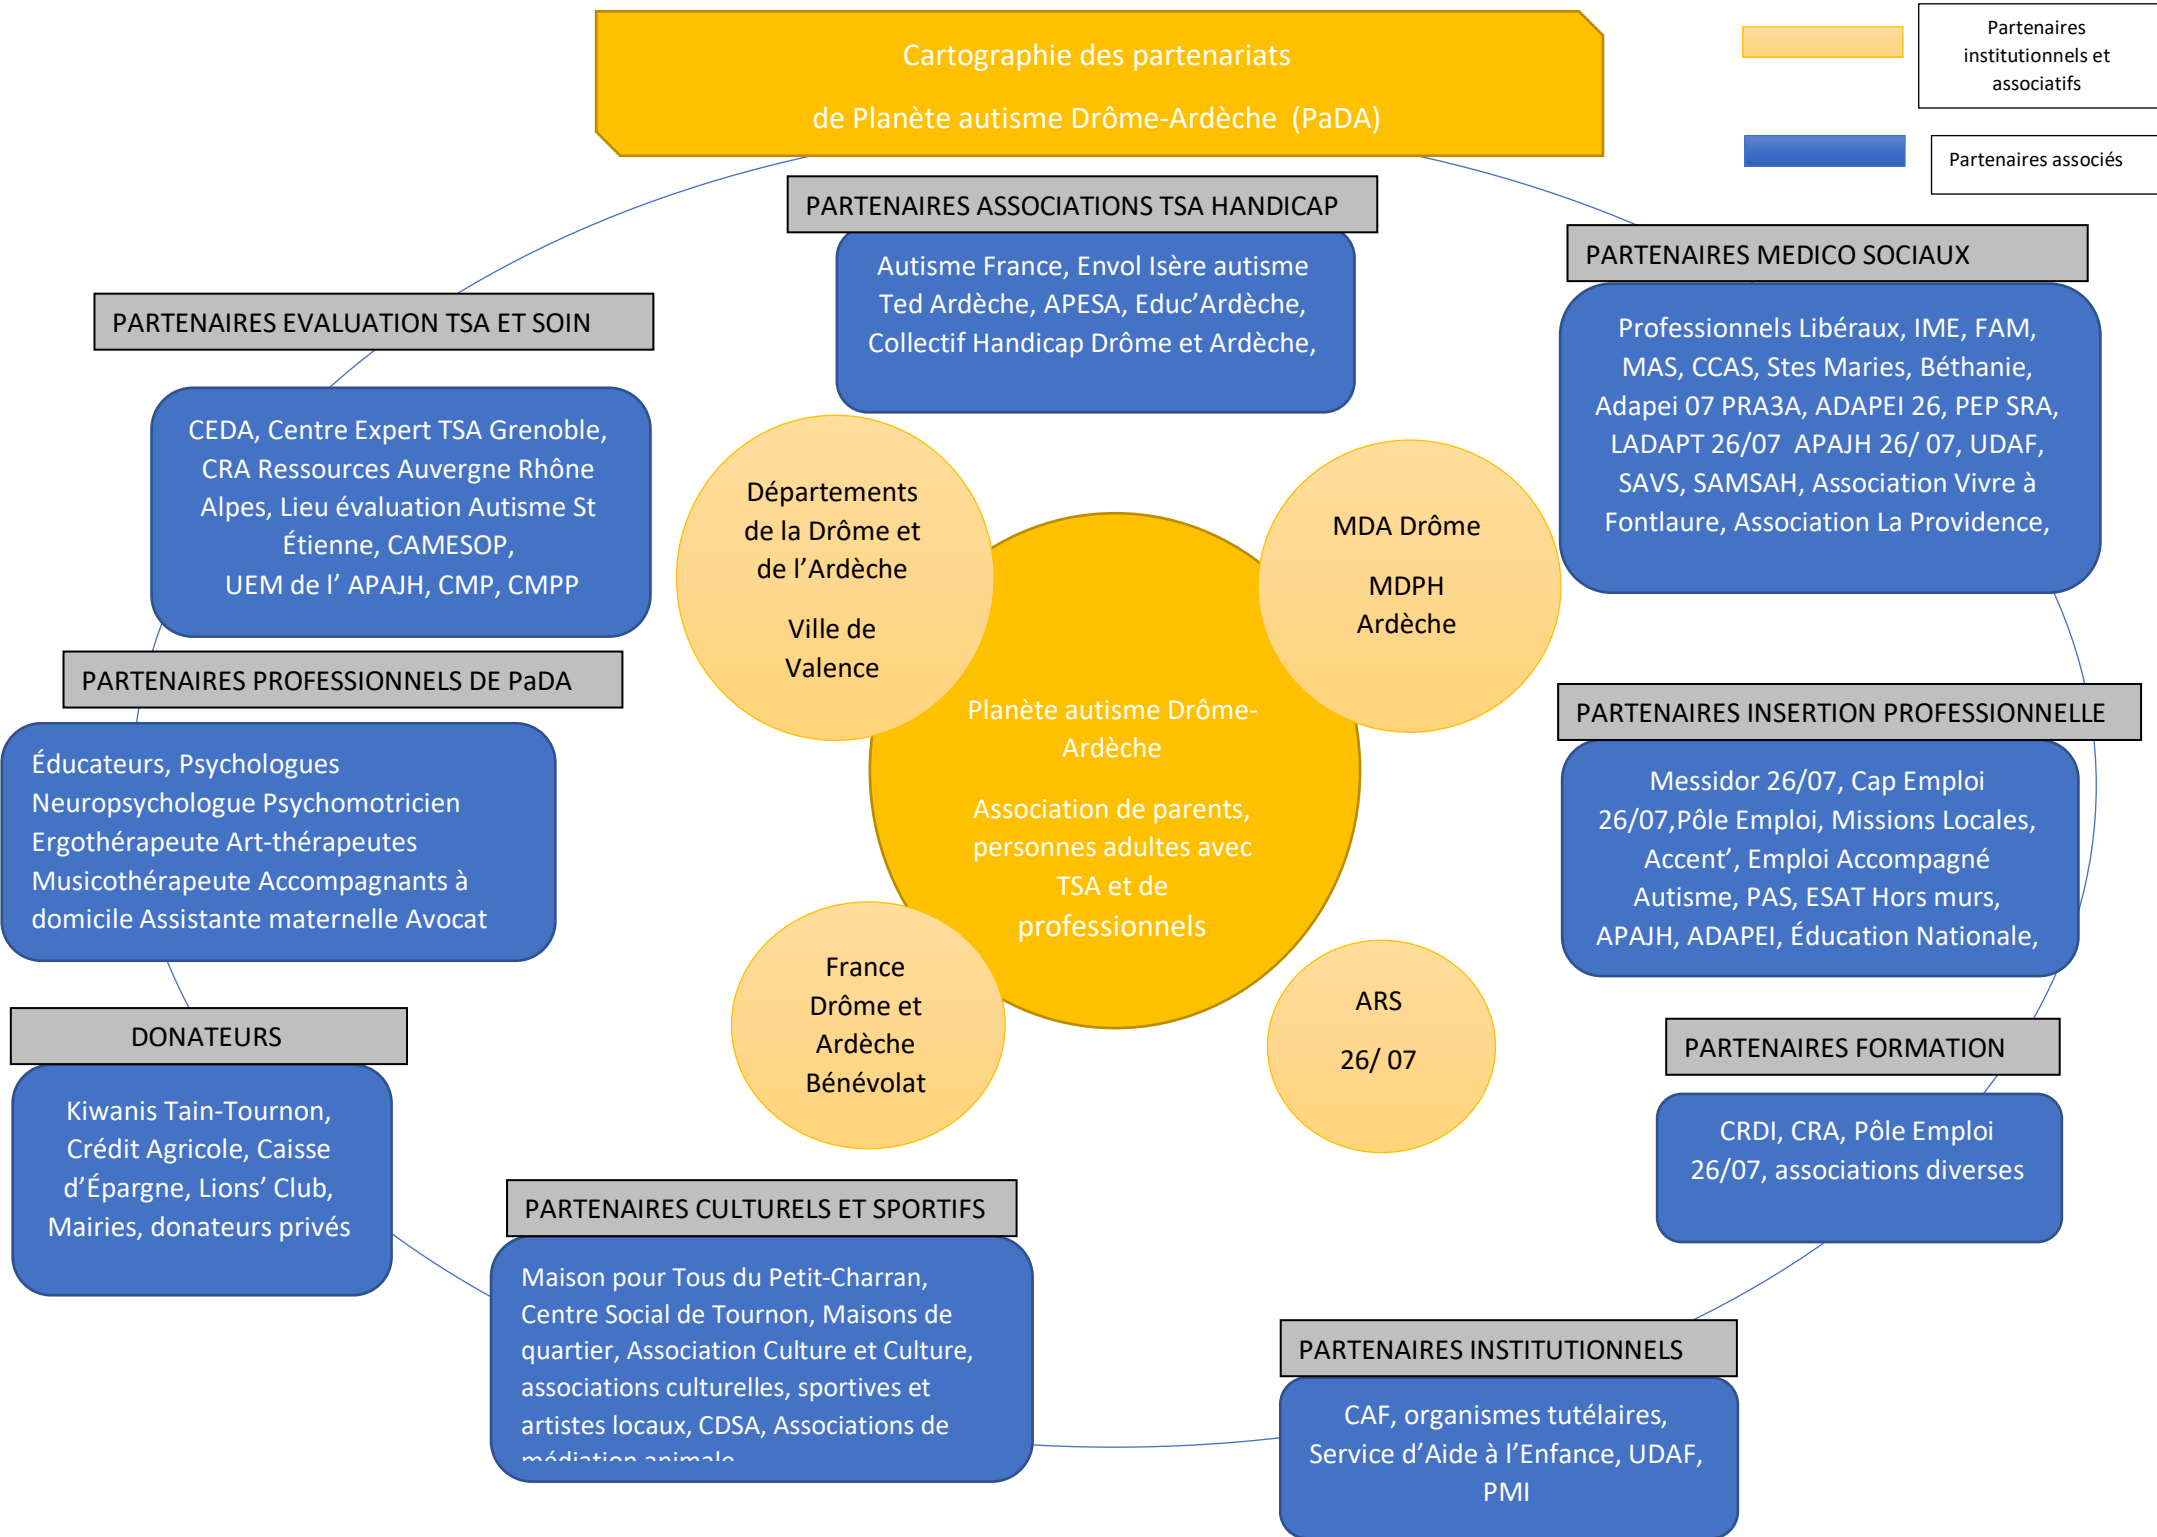 Cartographie des partenariats
de Planète autisme Drôme-Ardèche (PaDA)
Partenaires
institutionnels et
associatifs
Partenaires associés
PARTENAIRES ASSOCIATIONS TSA HANDICAP
Autisme France, Envol Isère autisme
Ted Ardèche, APESA, Educ’Ardèche,
Collectif Handicap Drôme et Ardèche,
PARTENAIRES MEDICO SOCIAUX
Professionnels Libéraux, IME, FAM,
MAS, CCAS, Stes Maries, Béthanie,
Adapei 07 PRA3A, ADAPEI 26, PEP SRA,
LADAPT 26/07 APAJH 26/ 07, UDAF,
SAVS, SAMSAH, Association Vivre à
Fontlaure, Association La Providence,
PARTENAIRES EVALUATION TSA ET SOIN
CEDA, Centre Expert TSA Grenoble,
CRA Ressources Auvergne Rhône
Alpes, Lieu évaluation Autisme St
Étienne, CAMESOP,
UEM de l’ APAJH, CMP, CMPP
Départements
de la Drôme et
de l’Ardèche
Ville de
Valence
MDA Drôme
MDPH
Ardèche
Planète autisme Drôme-
Ardèche
Association de parents,
personnes adultes avec
TSA et de
professionnels
France
Drôme et
Ardèche
Bénévolat
ARS
26/ 07
PARTENAIRES PROFESSIONNELS DE PaDA
Éducateurs, Psychologues
Neuropsychologue Psychomotricien
Ergothérapeute Art-thérapeutes
Musicothérapeute Accompagnants à
domicile Assistante maternelle Avocat
PARTENAIRES INSERTION PROFESSIONNELLE
Messidor 26/07, Cap Emploi
26/07,Pôle Emploi, Missions Locales,
Accent’, Emploi Accompagné
Autisme, PAS, ESAT Hors murs,
APAJH, ADAPEI, Éducation Nationale,
DONATEURS
Kiwanis Tain-Tournon,
Crédit Agricole, Caisse
d’Épargne, Lions’ Club,
Mairies, donateurs privés
PARTENAIRES FORMATION
CRDI, CRA, Pôle Emploi
26/07, associations diverses
PARTENAIRES CULTURELS ET SPORTIFS
Maison pour Tous du Petit-Charran,
Centre Social de Tournon, Maisons de
quartier, Association Culture et Culture,
associations culturelles, sportives et
artistes locaux, CDSA, Associations de
médiation animale
PARTENAIRES INSTITUTIONNELS
CAF, organismes tutélaires,
Service d’Aide à l’Enfance, UDAF,
PMI